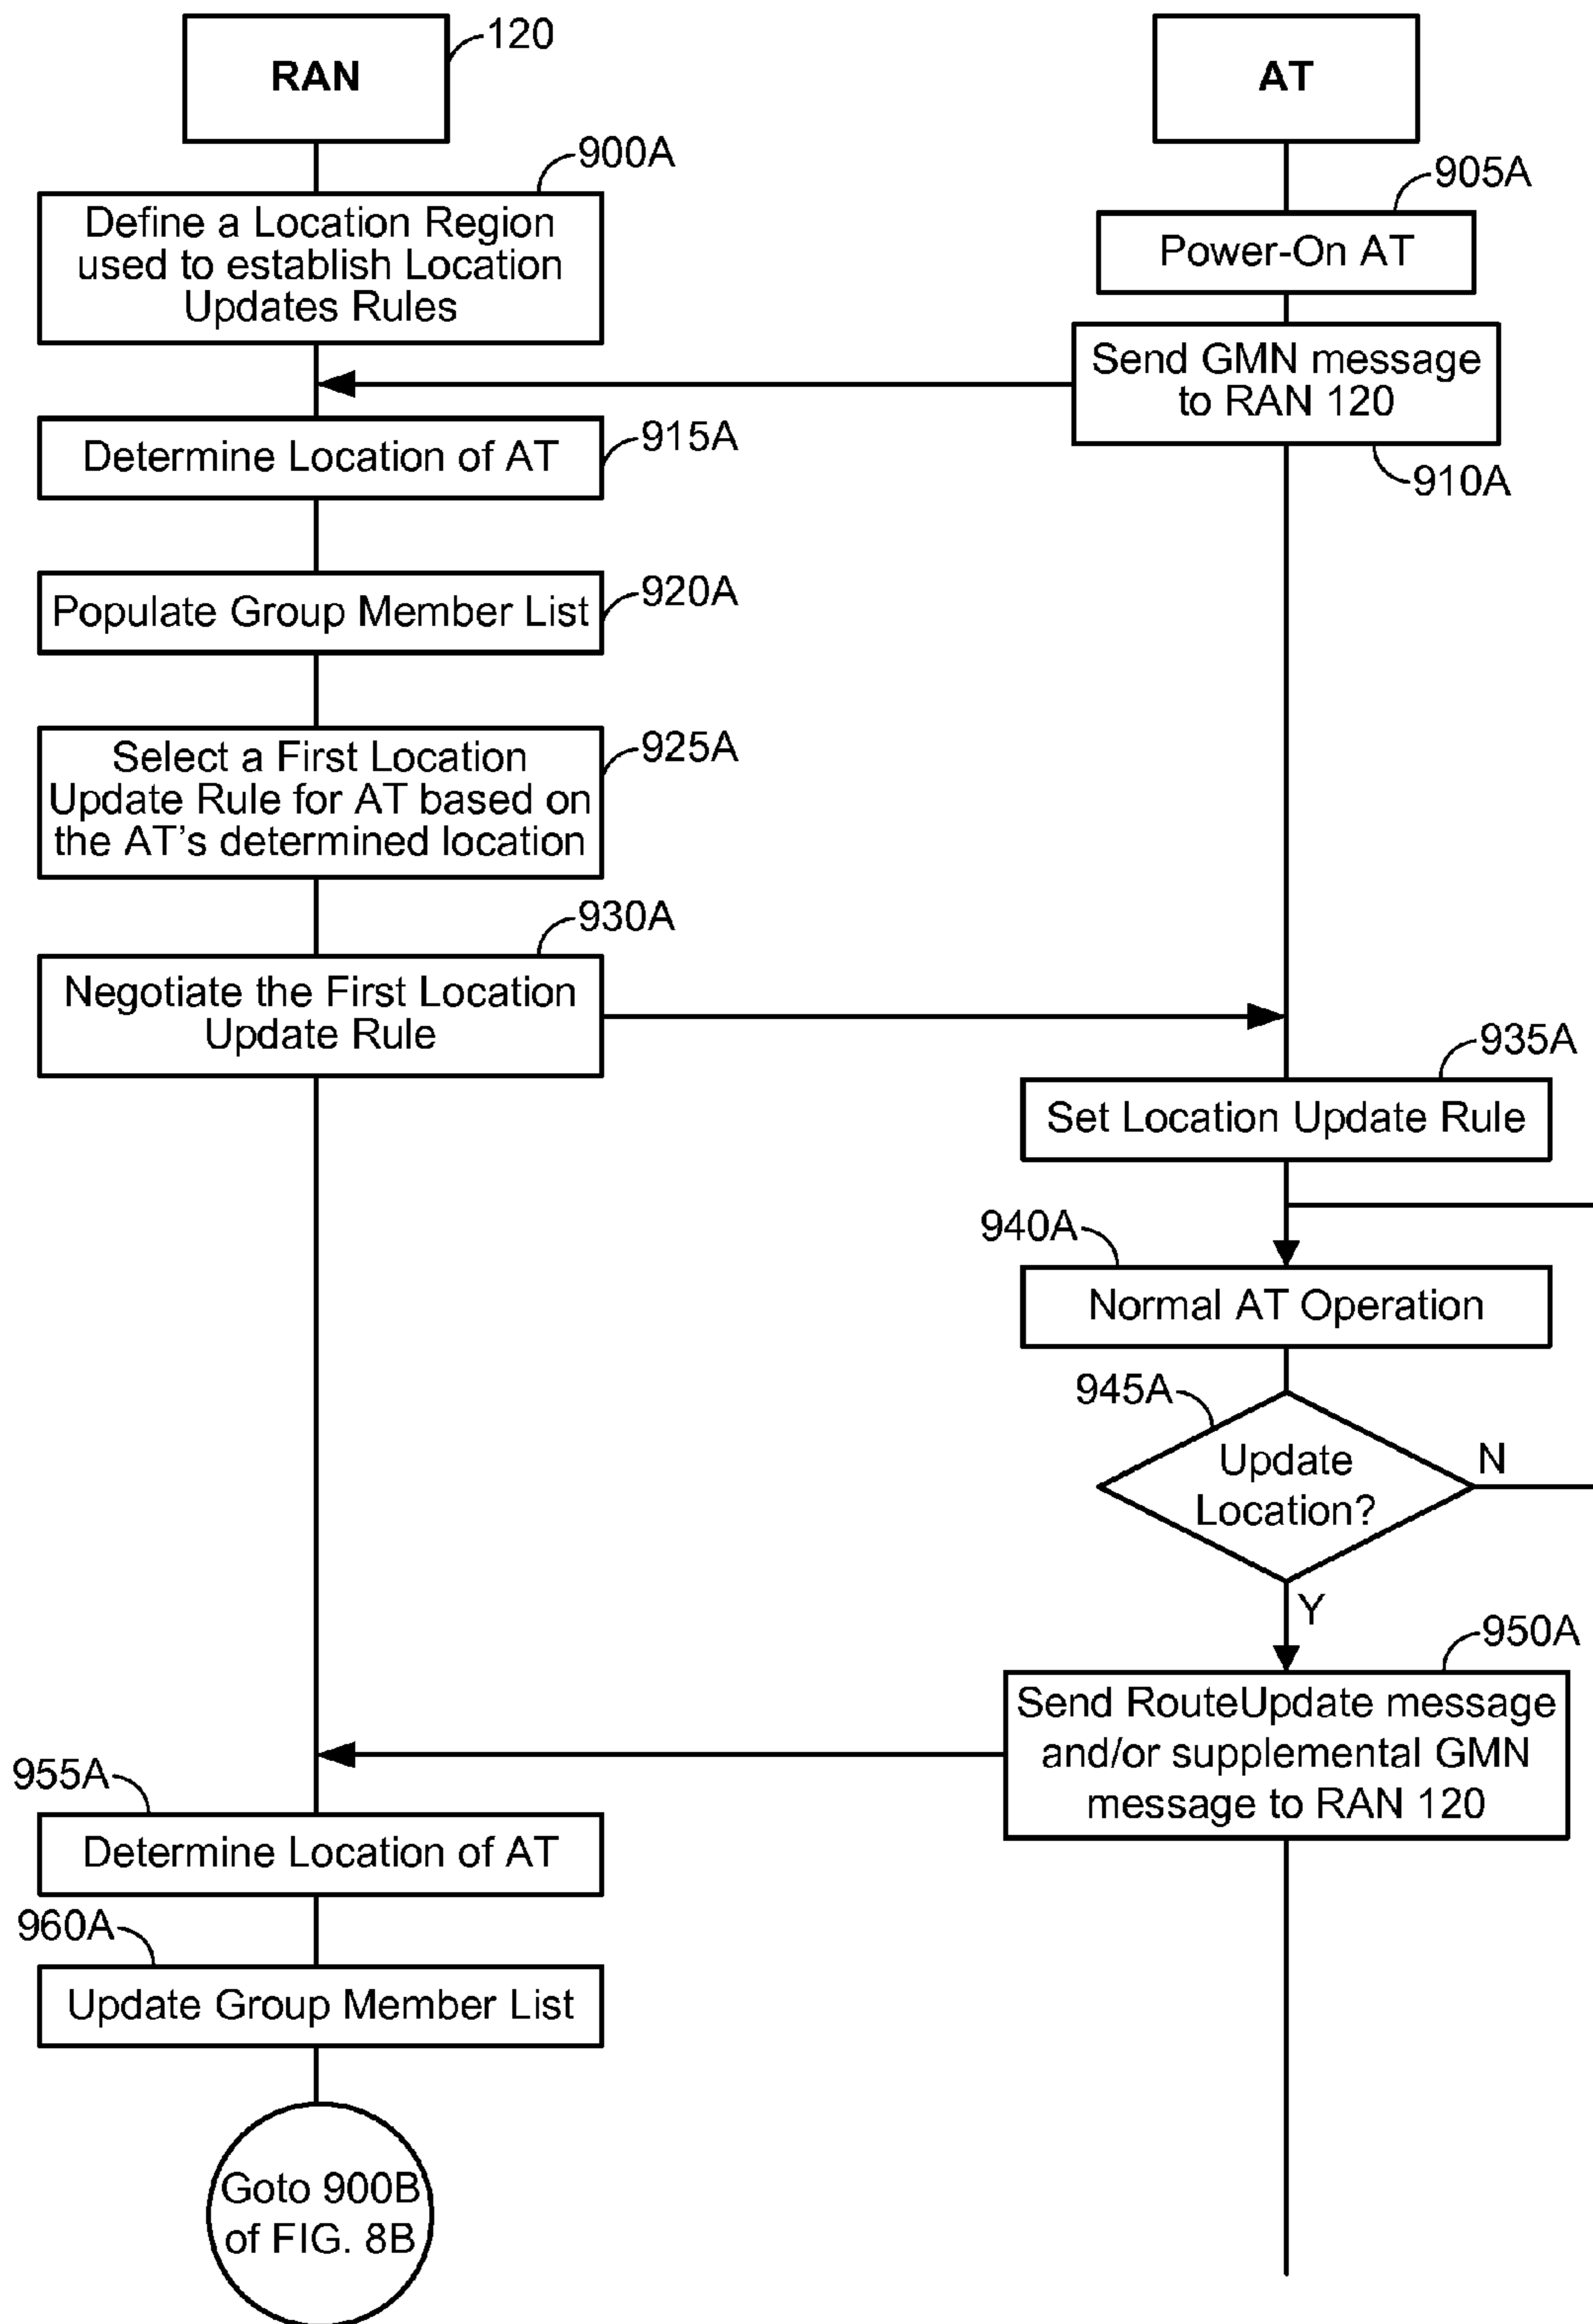 RAN
120
AT
900A
Define a Location Region
used to establish Location
Updates Rules
905A
Power-On AT
Send GMN message
to RAN 120
910A
Determine Location of AT
915A
Populate Group Member List
920A
Select a First Location
Update Rule for AT based on
the AT's determined location
925A
930A
Negotiate the First Location
Update Rule
935A
Set Location Update Rule
940A
Normal AT Operation
945A
Update
Location?
N
Y
950A
Send RouteUpdate message
and/or supplemental GMN
message to RAN 120
955A
Determine Location of AT
960A
Update Group Member List
Goto 900B
of FIG. 8B